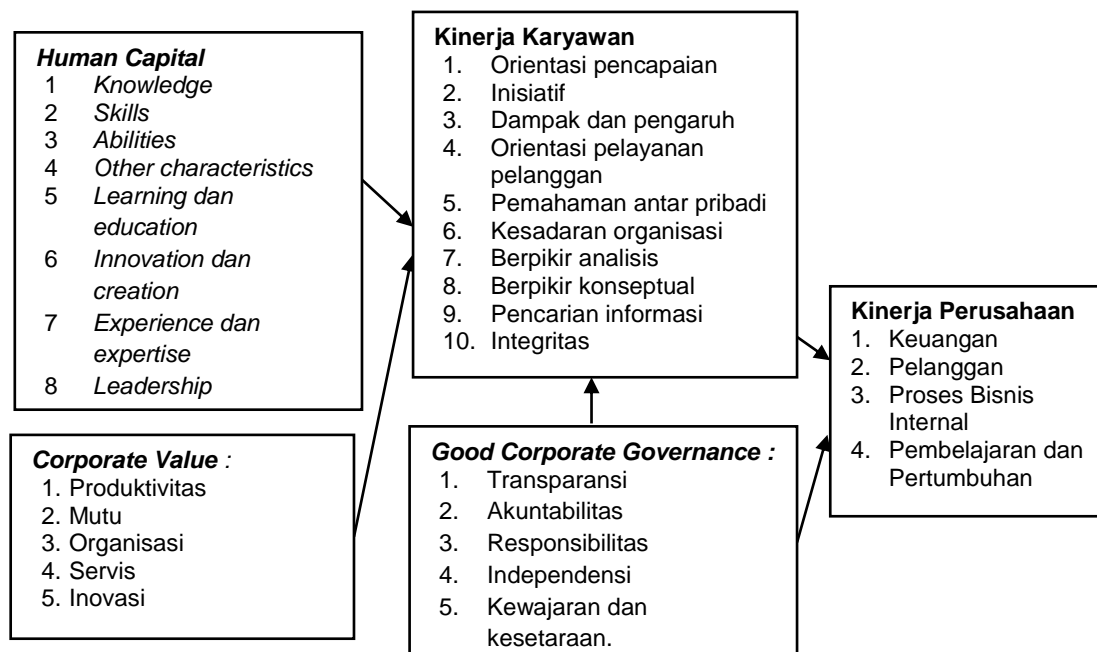 Human Capital
1 Knowledge
2 Skills
3 Abilities
4 Other characteristics
5 Learning dan
education
6 Innovation dan
creation
7 Experience dan
expertise
8 Leadership
Corporate Value :
1. Produktivitas
2. Mutu
3. Organisasi
4. Servis
5. Inovasi
Kinerja Karyawan
1. Orientasi pencapaian
2. Inisiatif
3. Dampak dan pengaruh
4. Orientasi pelayanan
pelanggan
5. Pemahaman antar pribadi
6. Kesadaran organisasi
7. Berpikir analisis
8. Berpikir konseptual
9. Pencarian informasi
10. Integritas
Good Corporate Governance :
1. Transparansi
2. Akuntabilitas
3. Responsibilitas
4. Independensi
5. Kewajaran dan
kesetaraan.
Kinerja Perusahaan
1. Keuangan
2. Pelanggan
3. Proses Bisnis
Internal
4. Pembelajaran dan
Pertumbuhan